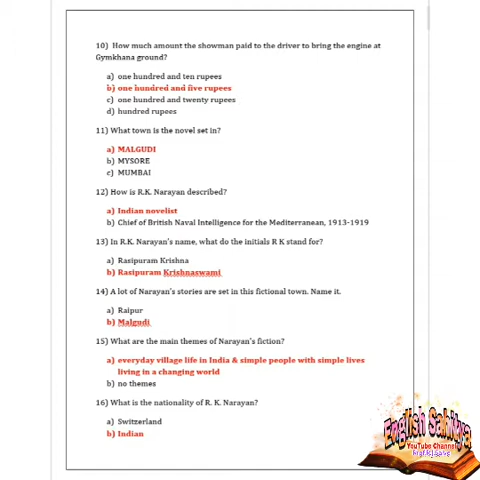 10) How much amount the showman paid to the driver to bring the engine at
Gymkhana ground?
a) one hundred and ten rupees
b) one hundred and five rupees
c) one hundred and twenty rupees
d) hundred rupees
11) What town is the novel set in?
a) MALGUDI
b) MYSORE
c) MUMBAI
12) How is R.K. Narayan described?
a) Indian novelist
b) Chief of British Naval Intelligence for the Mediterranean, 1913-1919
13) In R.K. Narayan's name, what do the initials R K stand for?
a) Rasipuram Krishna
b) Rasipuram Krishnaswami
14) A lot of Narayan's stories are set in this fictional town. Name it.
a) Raipur
b) Malgudi
15) What are the main themes of Narayan's fiction?
a) everyday village life in India & simple people with simple lives
living in a changing world
b) no themes
16) What is the nationality of R. K. Narayan?
a) Switzerland
b) Indian
English Sahitya
YouTube Channel